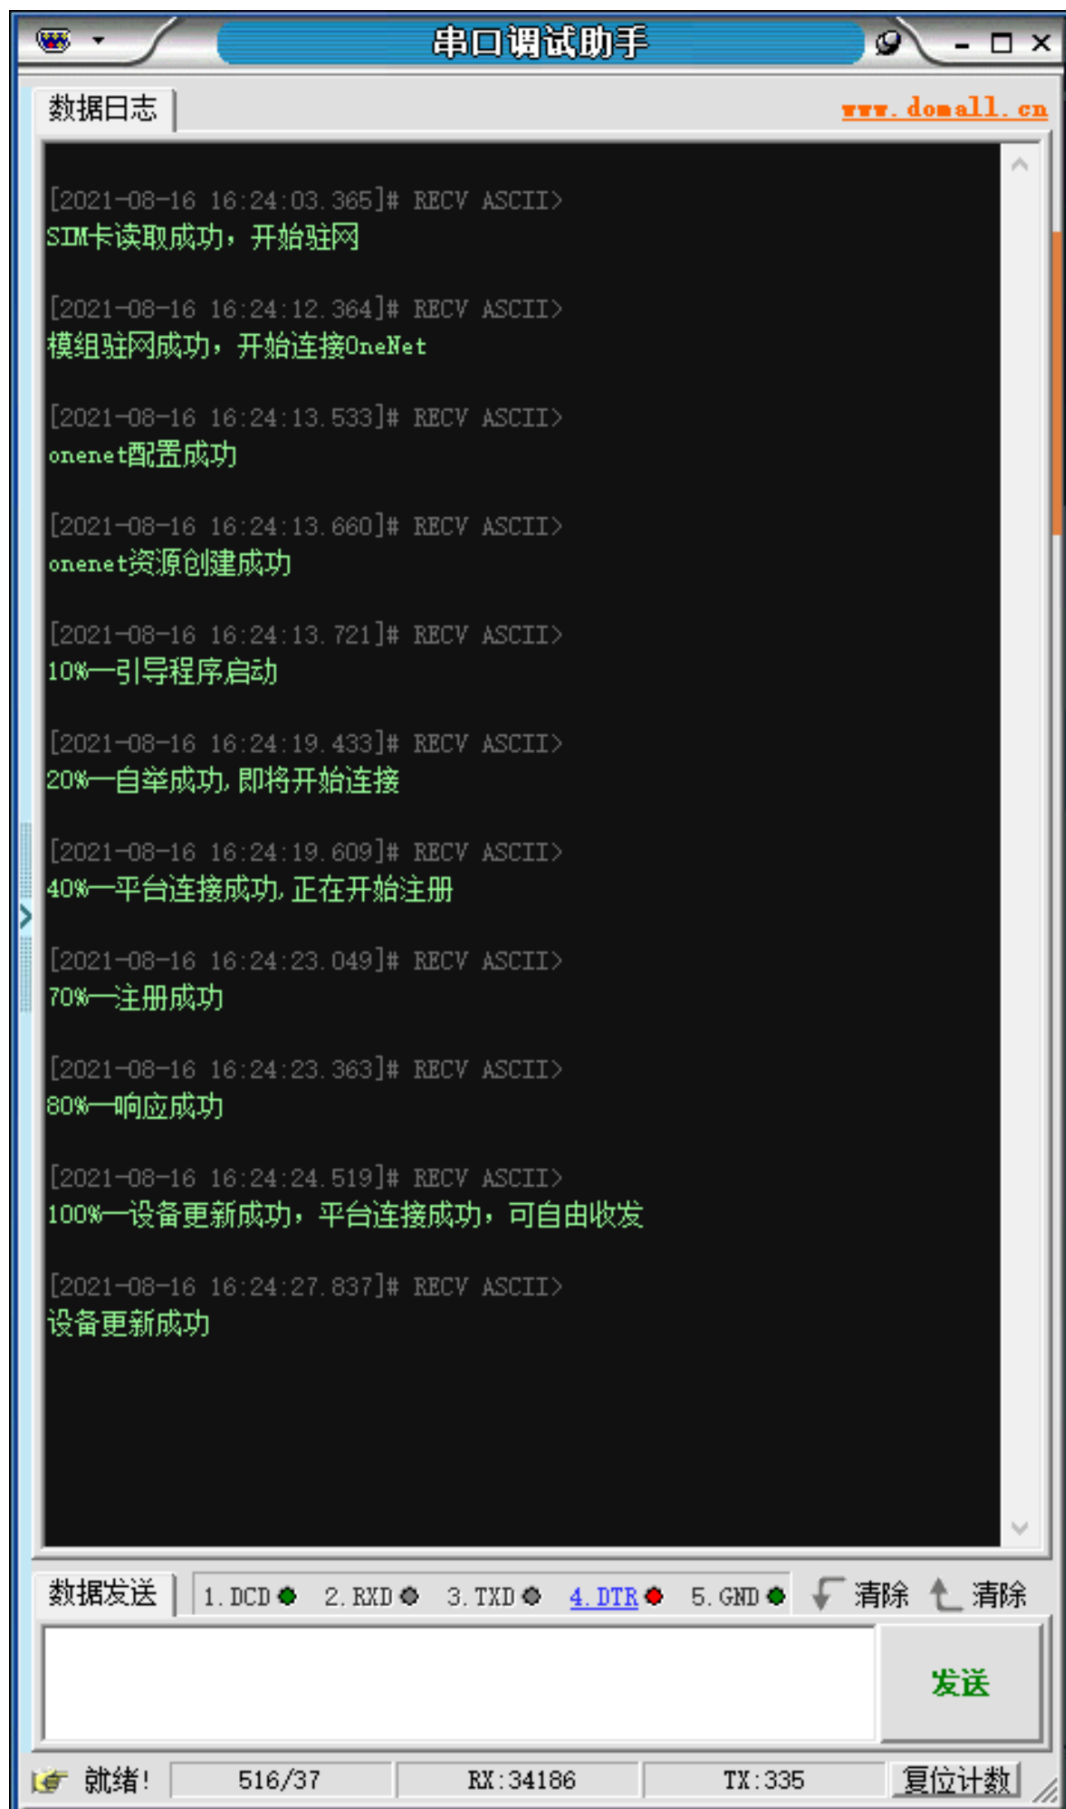 串口调试助手
数据日志
www.domall.cn
[2021-08-16 16:24:03.365]# RECV ASCII>
SIM卡读取成功，开始驻网
[2021-08-16 16:24:12.364]# RECV ASCII>
模组驻网成功，开始连接OneNet
[2021-08-16 16:24:13.533]# RECV ASCII>
onenet配置成功
[2021-08-16 16:24:13.660]# RECV ASCII>
onenet资源创建成功
[2021-08-16 16:24:13.721]# RECV ASCII>
10%—引导程序启动
[2021-08-16 16:24:19.433]# RECV ASCII>
20%—自举成功,即将开始连接
[2021-08-16 16:24:19.609]# RECV ASCII>
40%—平台连接成功,正在开始注册
[2021-08-16 16:24:23.049]# RECV ASCII>
70%—注册成功
[2021-08-16 16:24:23.363]# RECV ASCII>
80%—响应成功
[2021-08-16 16:24:24.519]# RECV ASCII>
100%—设备更新成功，平台连接成功，可自由收发
[2021-08-16 16:24:27.837]# RECV ASCII>
设备更新成功
数据发送 1.DCD 2.RXD 3.TXD 4.DTR 5.GND 清除 清除
发送
就绪! 516/37 RX:34186 TX:335 复位计数